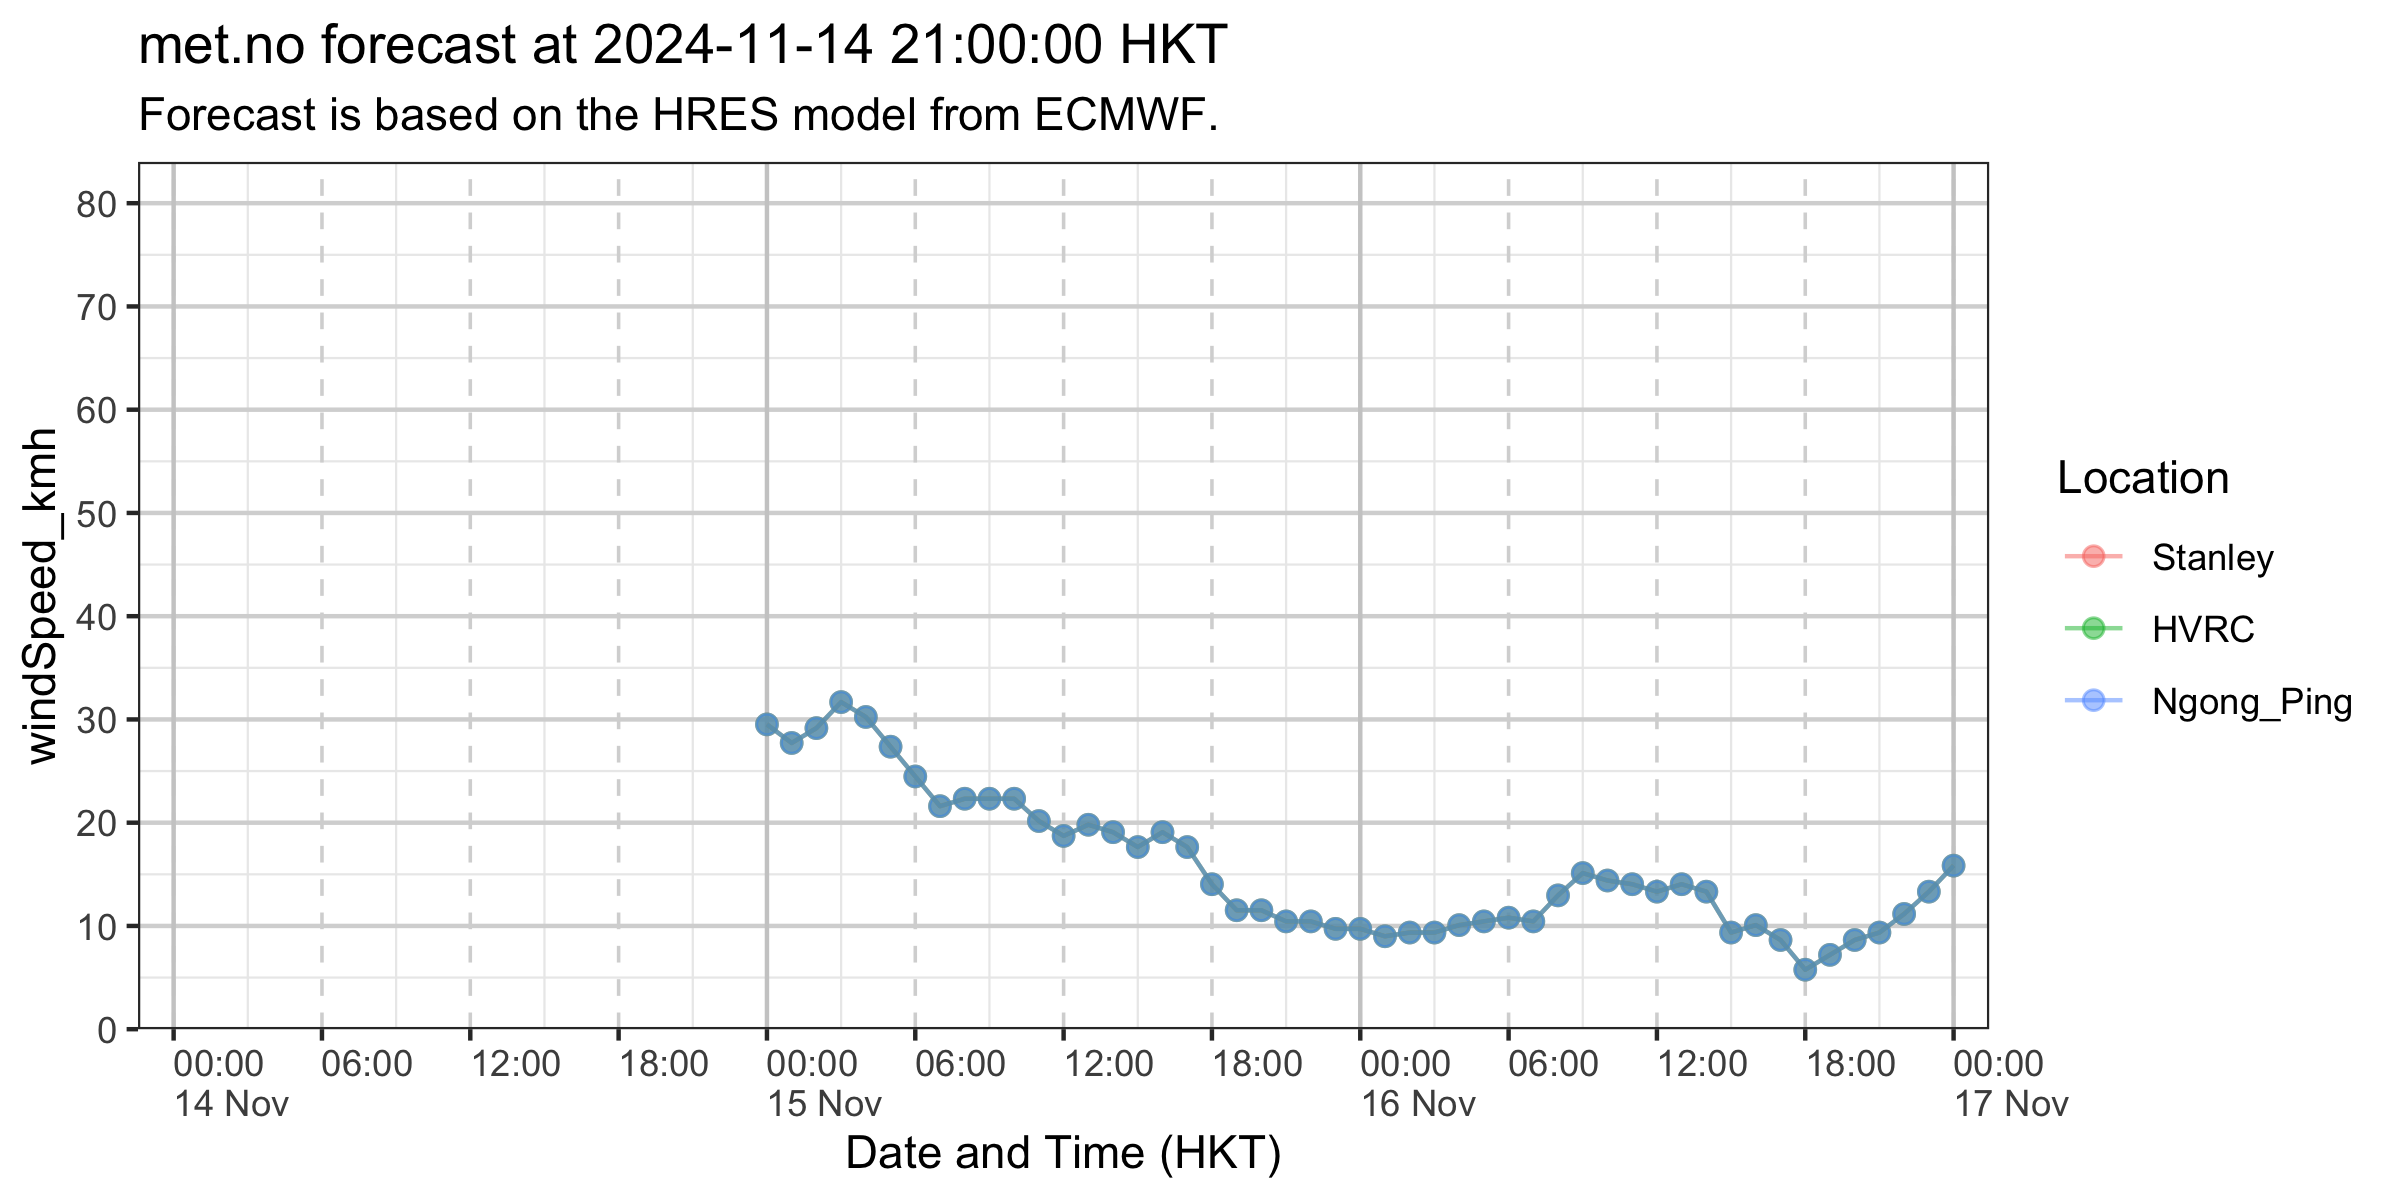 met.no forecast at 2024-11-14 21:00:00 HKT
Forecast is based on the HRES model from ECMWF.
windSpeed_kmh
80
70
60
50
40
30
20
10
0
00:00 06:00 12:00 18:00 00:00 06:00 12:00 18:00 00:00 06:00 12:00 18:00 00:00
14 Nov 15 Nov 16 Nov 17 Nov
Date and Time (HKT)
Location
Stanley
HVRC
Ngong_Ping